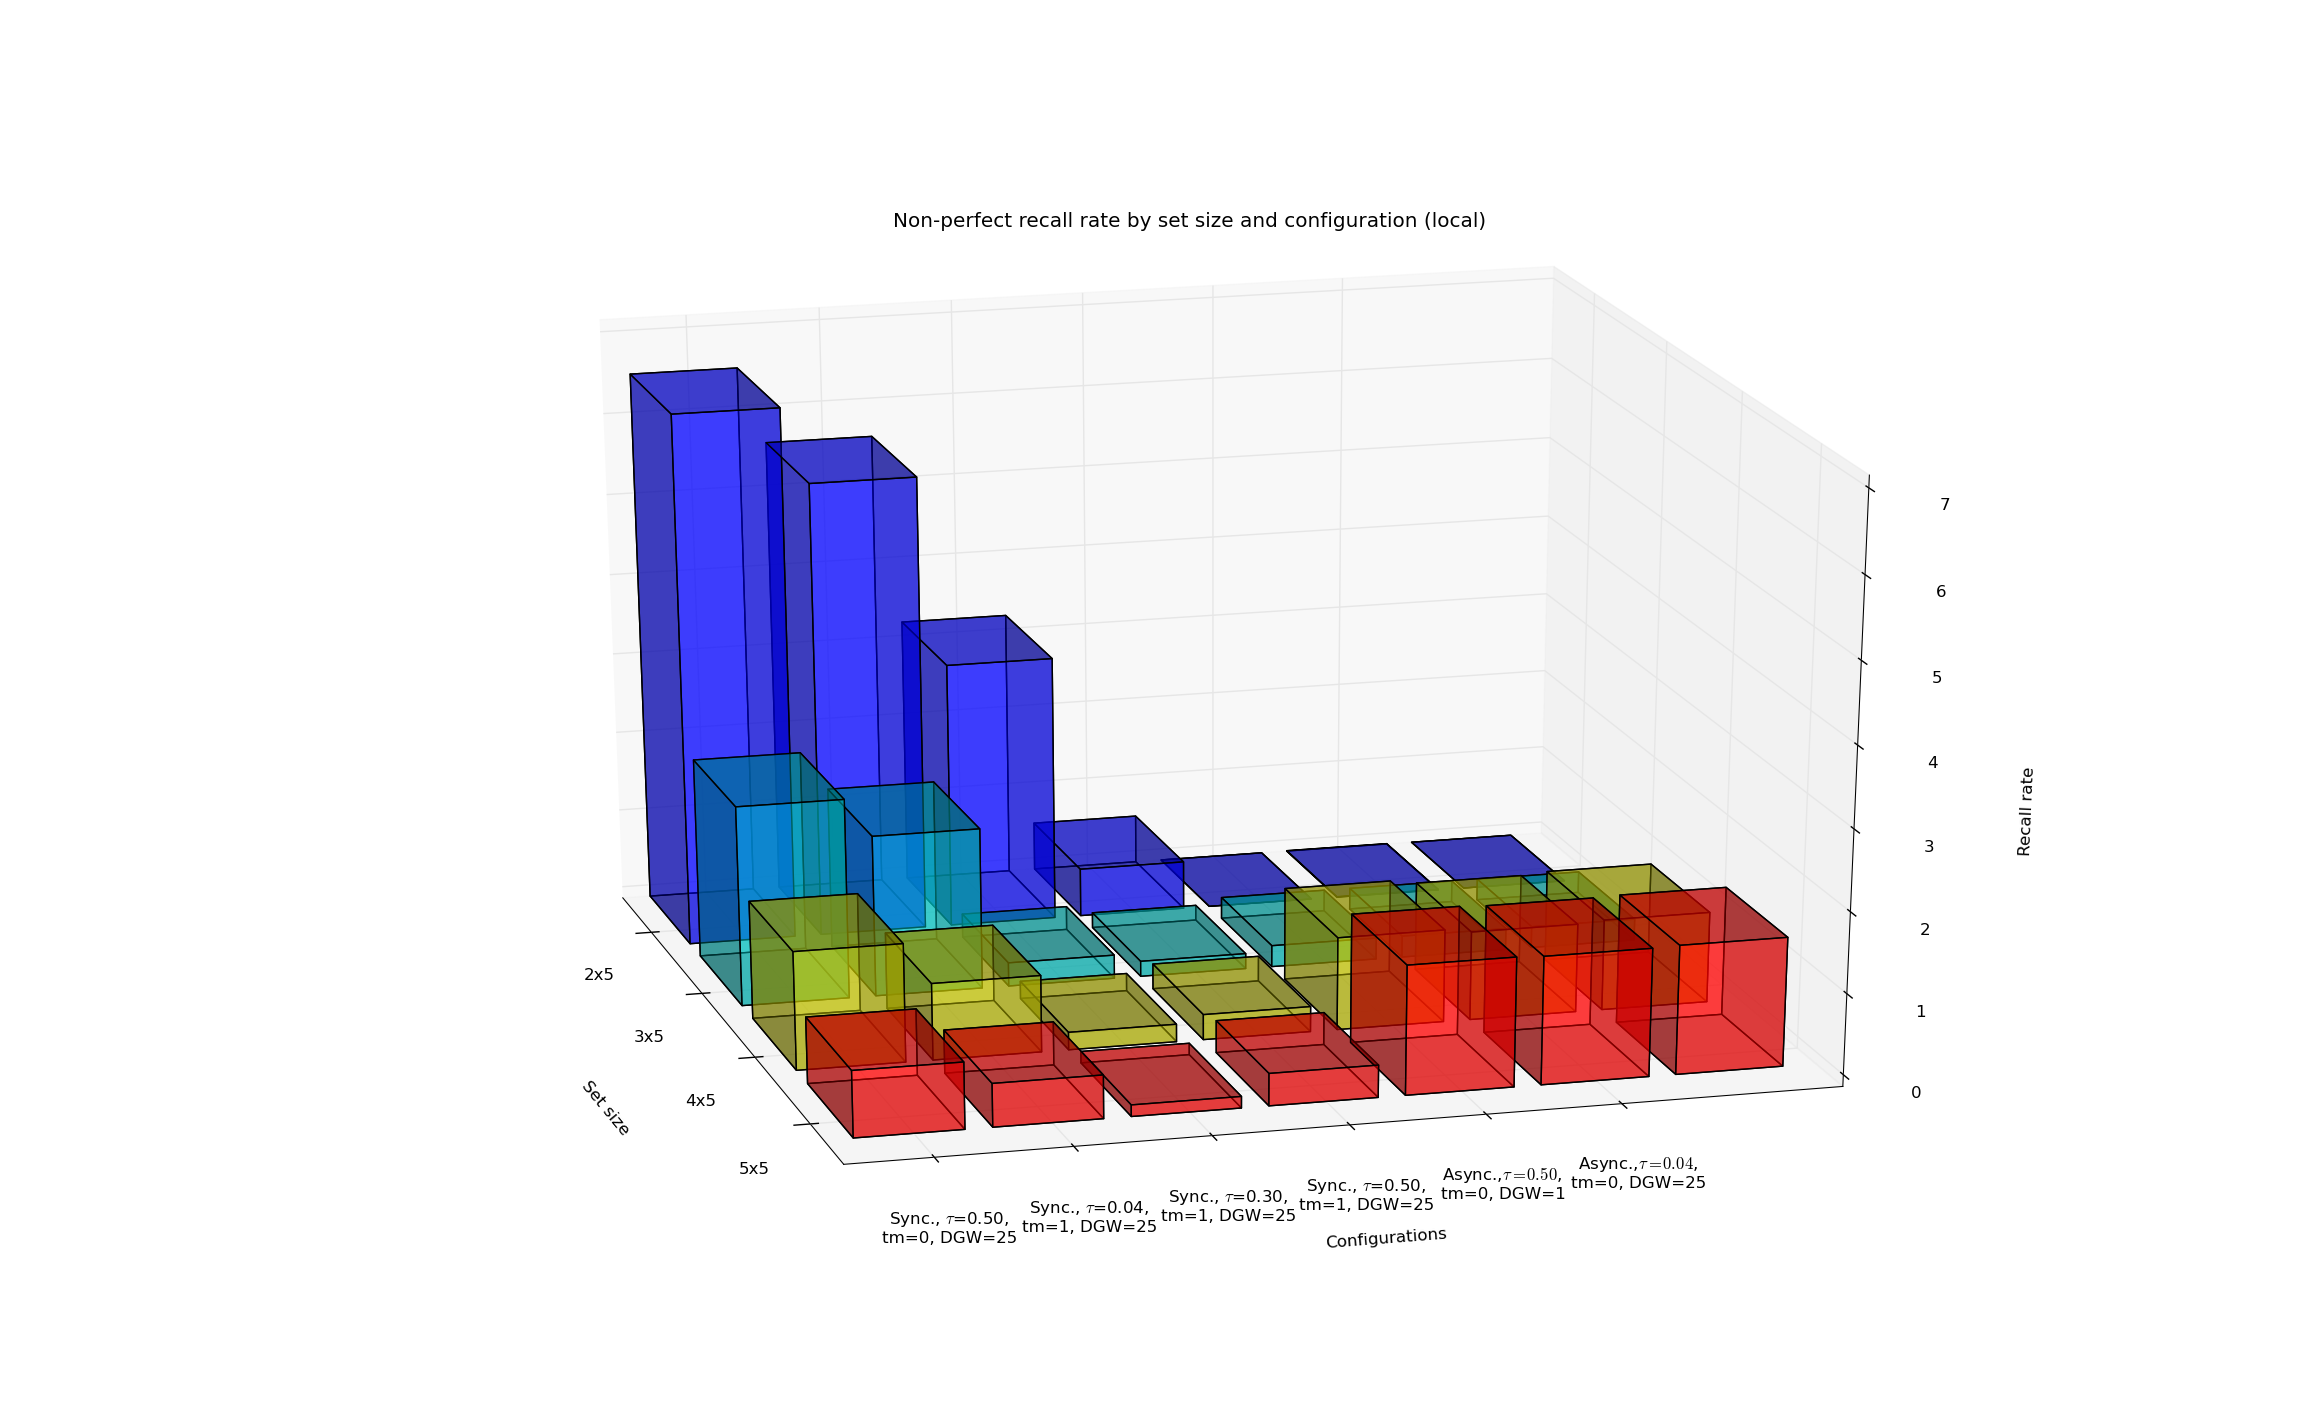 Non-perfect recall rate by set size and configuration (local)
7
6
5
4
3
2
1
0
Recall rate
2x5
3x5
4x5
5x5
Set size
Sync., τ=0.50,
tm=0, DGW=25
Sync., τ=0.04,
tm=1, DGW=25
Sync., τ=0.30,
tm=1, DGW=25
Sync., τ=0.50,
tm=1, DGW=25
Async.,τ=0.50,
tm=0, DGW=1
Async.,τ=0.04,
tm=0, DGW=25
Configurations